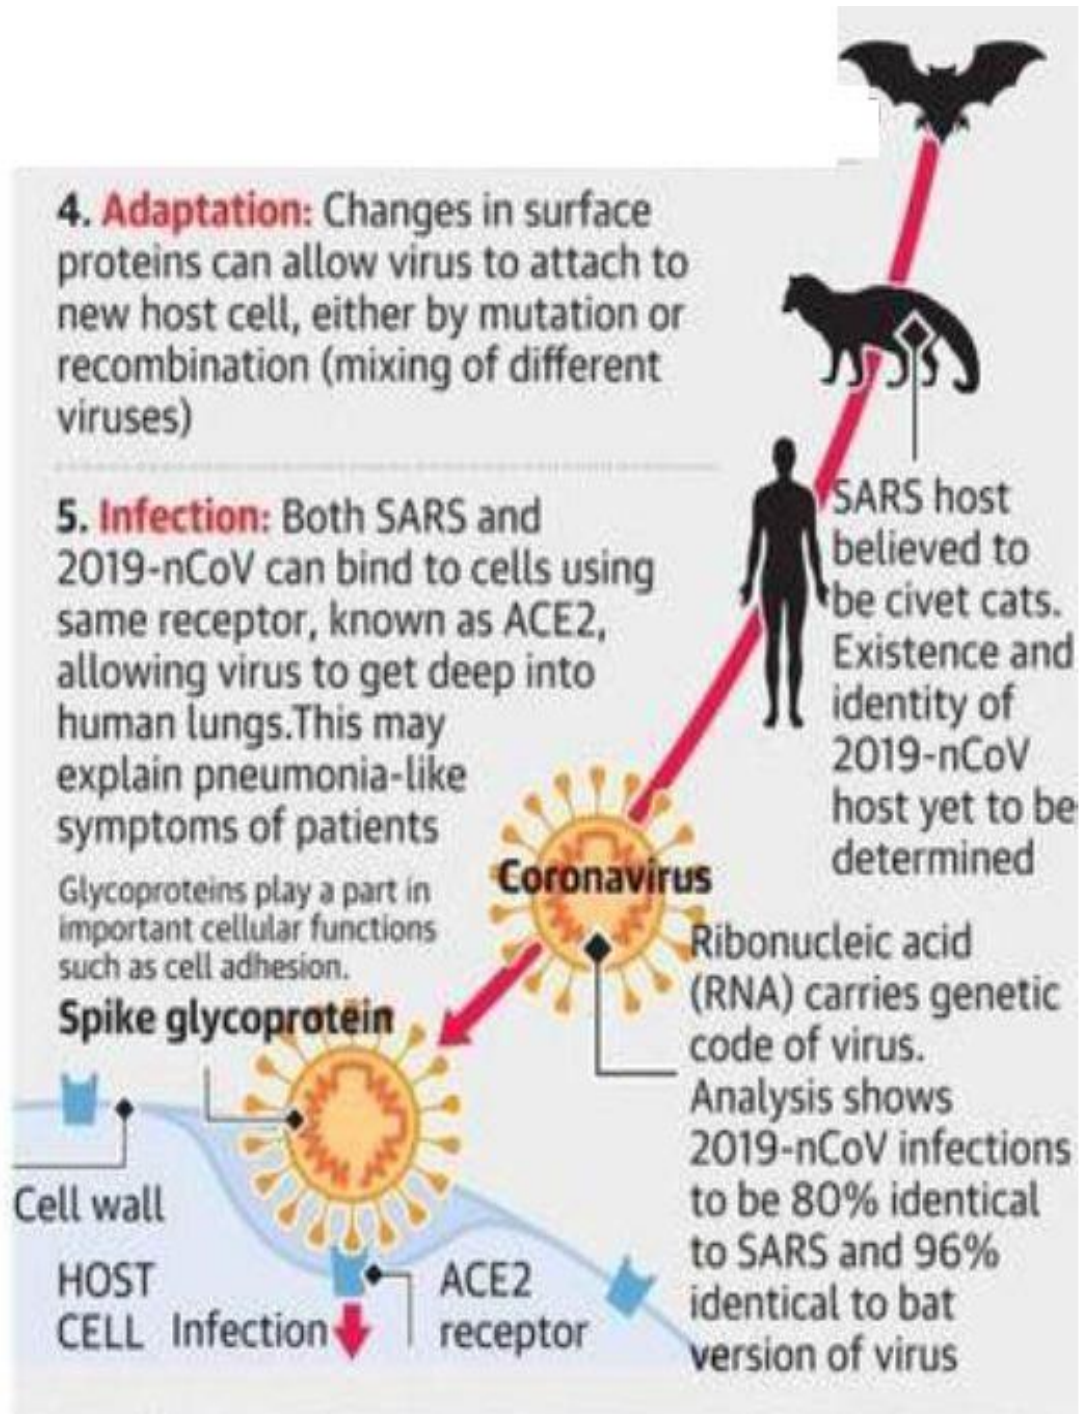 4. Adaptation: Changes in surface
proteins can allow virus to attach to
new host cell, either by mutation or
recombination (mixing of different
viruses)
5. Infection: Both SARS and
2019-nCoV can bind to cells using
same receptor, known as ACE2,
allowing virus to get deep into
human lungs.This may
explain pneumonia-like
symptoms of patients
Glycoproteins play a part in
important cellular functions
such as cell adhesion.
Spike glycoprotein
SARS host
believed to
be civet cats.
Existence and
identity of
2019-nCoV
host yet to be
determined
Coronavirus
Ribonucleic acid
(RNA) carries genetic
code of virus.
Analysis shows
2019-nCoV infections
to be 80% identical
to SARS and 96%
identical to bat
version of virus
Cell wall
HOST
CELL
Infection
ACE2
receptor